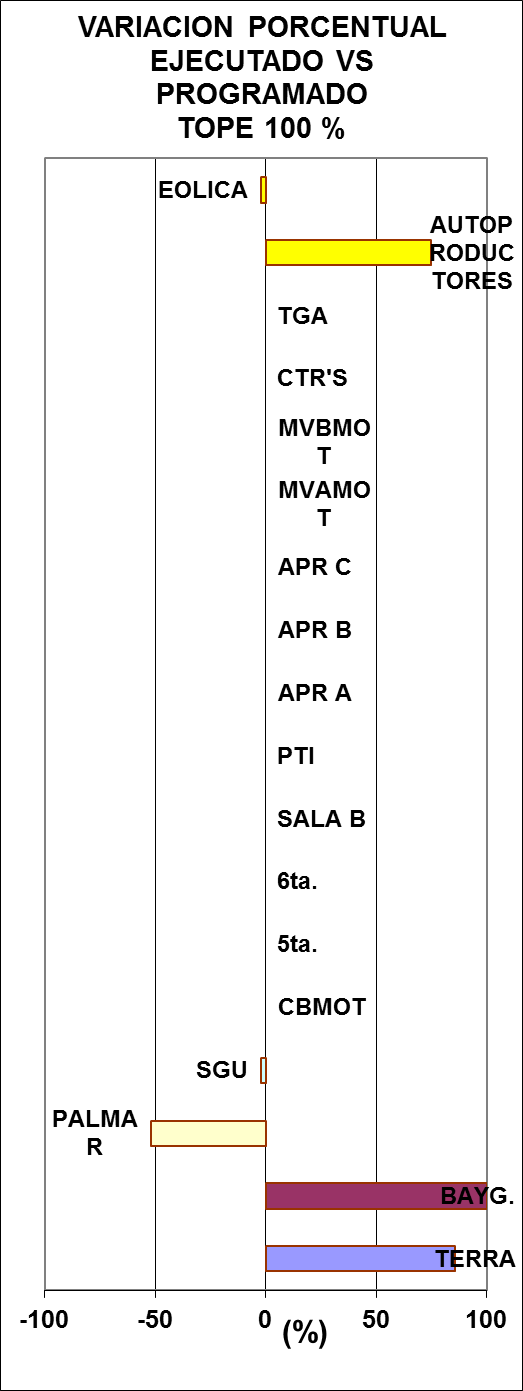 VARIACION PORCENTUAL
EJECUTADO VS
PROGRAMADO
TOPE 100 %
EOLICA
AUTOP
RODUC
TORES
TGA
CTR'S
MVBMO
T
MVAMO
T
APR C
APR B
APR A
PTI
SALA B
6ta.
5ta.
CBMOT
SGU
PALMA
R
BAYG.
TERRA
-100 -50 0 50 100
(%)